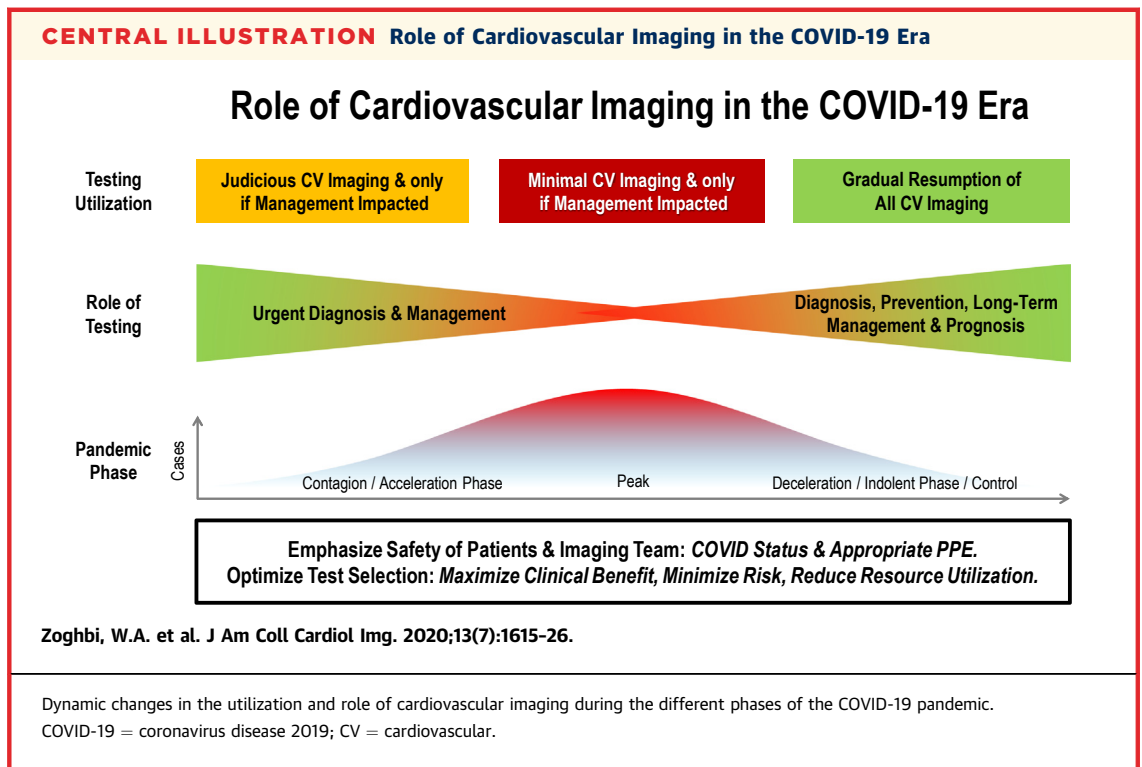 CENTRAL ILLUSTRATION Role of Cardiovascular Imaging in the COVID-19 Era
Role of Cardiovascular Imaging in the COVID-19 Era
Testing
Utilization
Judicious CV Imaging & only
if Management Impacted
Minimal CV Imaging & only
if Management Impacted
Gradual Resumption of
All CV Imaging
Role of
Testing
Urgent Diagnosis & Management
Diagnosis, Prevention, Long-Term
Management & Prognosis
Pandemic
Phase
Cases
Contagion / Acceleration Phase
Peak
Deceleration / Indolent Phase / Control
Emphasize Safety of Patients & Imaging Team: COVID Status & Appropriate PPE.
Optimize Test Selection: Maximize Clinical Benefit, Minimize Risk, Reduce Resource Utilization.
Zoghbi, W.A. et al. J Am Coll Cardiol Img. 2020;13(7):1615–26.
Dynamic changes in the utilization and role of cardiovascular imaging during the different phases of the COVID-19 pandemic.
COVID-19 = coronavirus disease 2019; CV = cardiovascular.